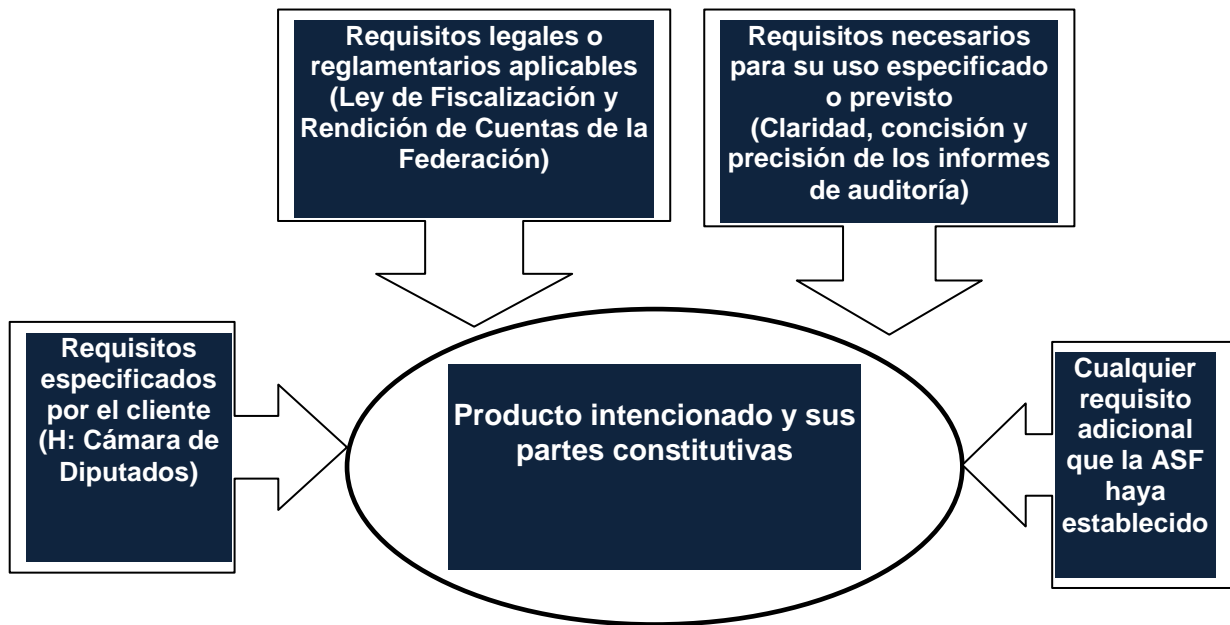 Requisitos legales o
reglamentarios aplicables
(Ley de Fiscalización y
Rendición de Cuentas de la
Federación)
Requisitos necesarios
para su uso especificado
o previsto
(Claridad, concisión y
precisión de los informes
de auditoría)
Requisitos
especificados
por el cliente
(H: Cámara de
Diputados)
Producto intencionado y sus
partes constitutivas
Cualquier
requisito
adicional
que la ASF
haya
establecido